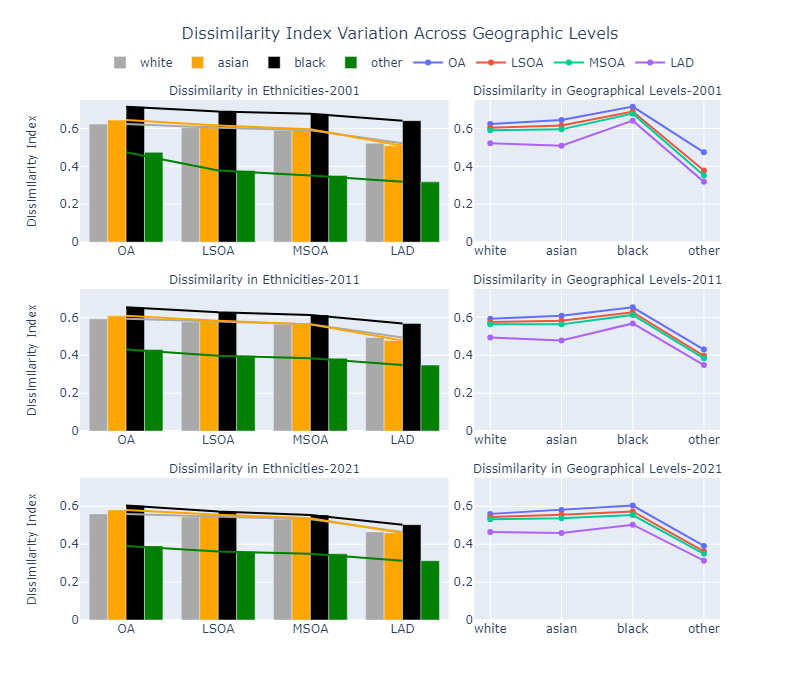 Dissimilarity Index Variation Across Geographic Levels
white asian black other OA LSOA MSOA LAD
Dissimilarity in Ethnicities-2001 Dissimilarity in Geographical Levels-2001
Dissimilarity Index
0.6
0.4
0.2
0
OA LSOA MSOA LAD
0.6
0.4
0.2
0
white asian black other
Dissimilarity in Ethnicities-2011 Dissimilarity in Geographical Levels-2011
Dissimilarity Index
0.6
0.4
0.2
0
OA LSOA MSOA LAD
0.6
0.4
0.2
0
white asian black other
Dissimilarity in Ethnicities-2021 Dissimilarity in Geographical Levels-2021
Dissimilarity Index
0.6
0.4
0.2
0
OA LSOA MSOA LAD
0.6
0.4
0.2
0
white asian black other